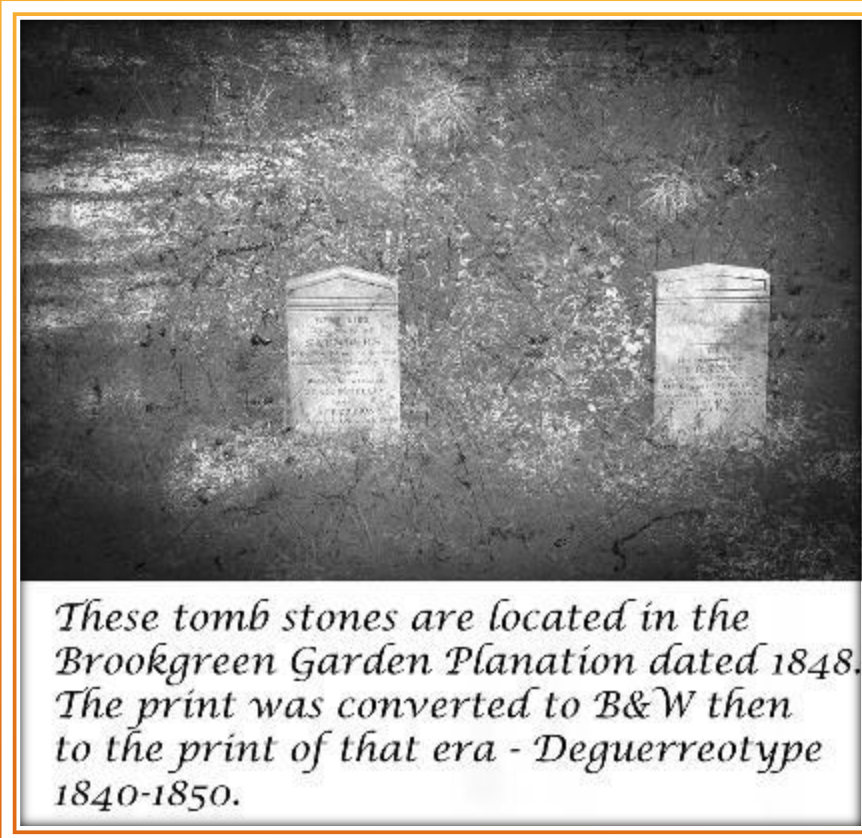 These tomb stones are located in the
Brookgreen Garden Planation dated 1848.
The print was converted to B&W then
to the print of that era - Deguerreotype
1840-1850.